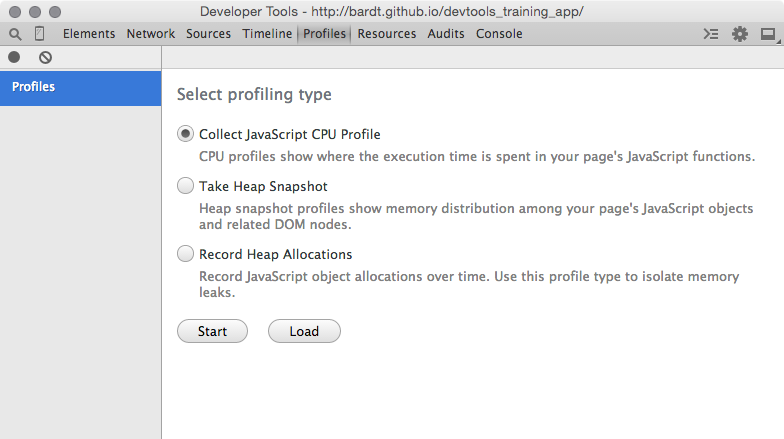 Developer Tools - http://bardt.github.io/devtools_training_app/
Elements Network Sources Timeline Profiles Resources Audits Console
Profiles
Select profiling type
Collect JavaScript CPU Profile
CPU profiles show where the execution time is spent in your page's JavaScript functions.
Take Heap Snapshot
Heap snapshot profiles show memory distribution among your page's JavaScript objects
and related DOM nodes.
Record Heap Allocations
Record JavaScript object allocations over time. Use this profile type to isolate memory
leaks.
Start Load